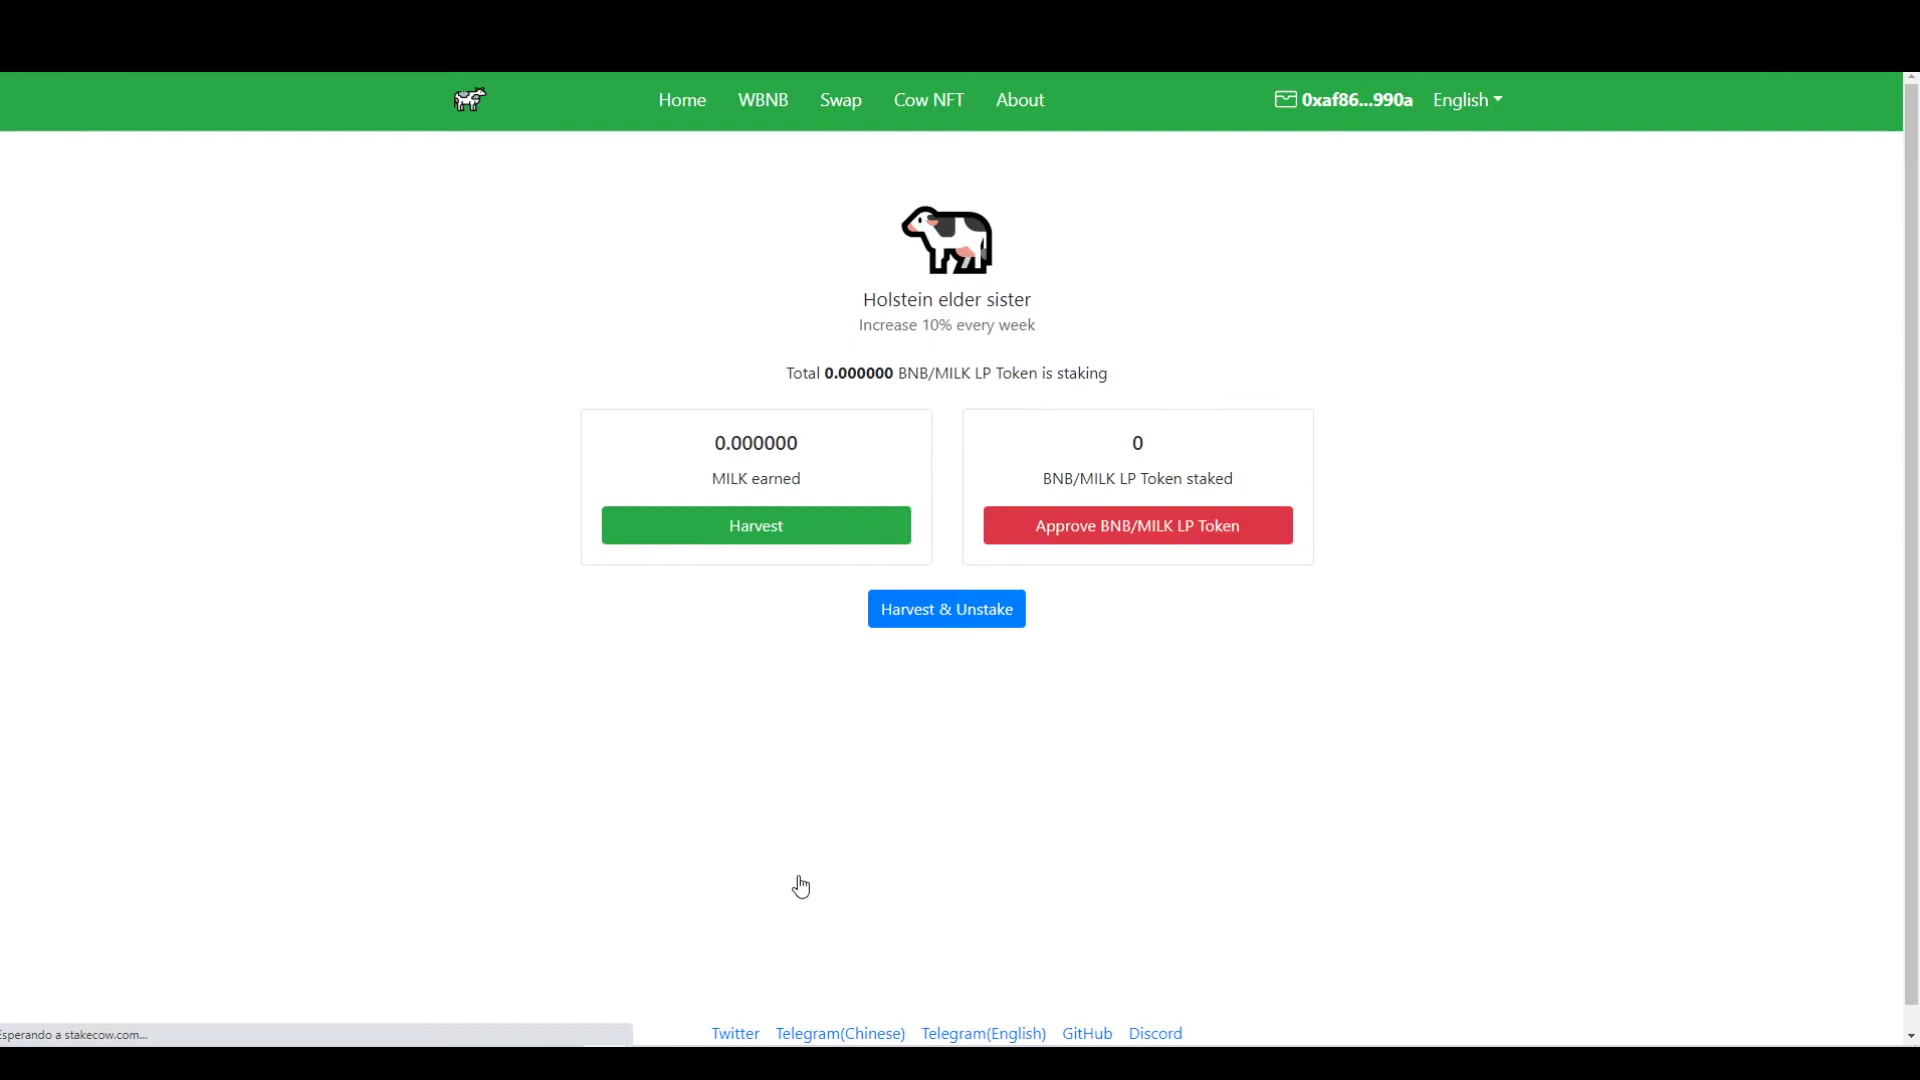 Home WBNB Swap Cow NFT About 0xaf86...990a English
Holstein elder sister
Increase 10% every week
Total 0.000000 BNB/MILK LP Token is staking
0.000000
MILK earned
Harvest
0
BNB/MILK LP Token staked
Approve BNB/MILK LP Token
Harvest & Unstake
Esperando a stakecow.com...
Twitter Telegram(Chinese) Telegram(English) GitHub Discord